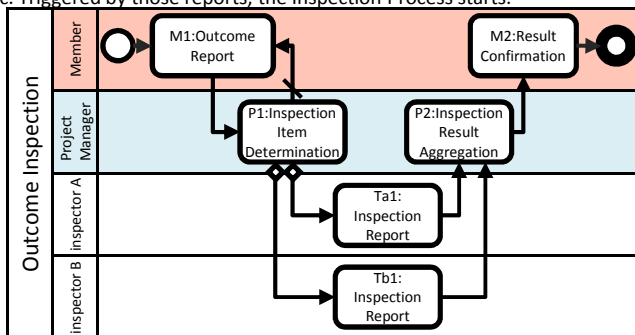 c. Triggered by those reports, the Inspection Process starts.
Outcome Inspection
Member
M1:Outcome
Report
M2:Result
Confirmation
Project
Manager
P1:Inspection
Item
Determination
P2:Inspection
Result
Aggregation
inspector A
Ta1:
Inspection
Report
inspector B
Tb1:
Inspection
Report